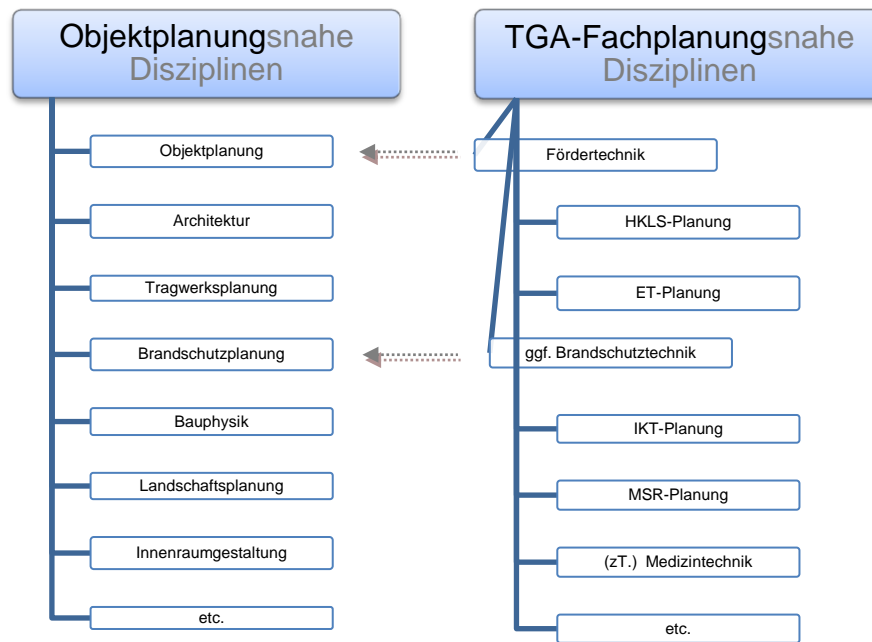 Objektplanungsnahe
Disziplinen
Objektplanung
Architektur
Tragwerksplanung
Brandschutzplanung
Bauphysik
Landschaftsplanung
Innenraumgestaltung
etc.
TGA-Fachplanungsnahe
Disziplinen
Fördertechnik
HKLS-Planung
ET-Planung
ggf. Brandschutztechnik
IKT-Planung
MSR-Planung
(zT.) Medizintechnik
etc.